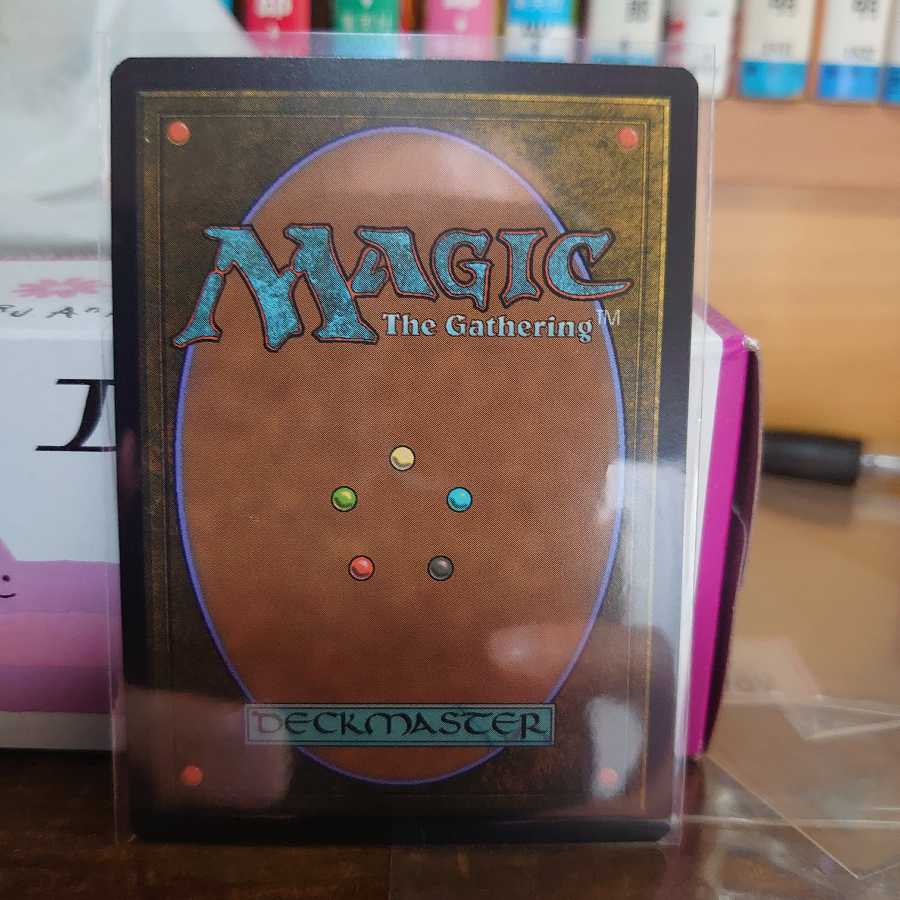 MAGIC
The Gathering™
DECKMASTER